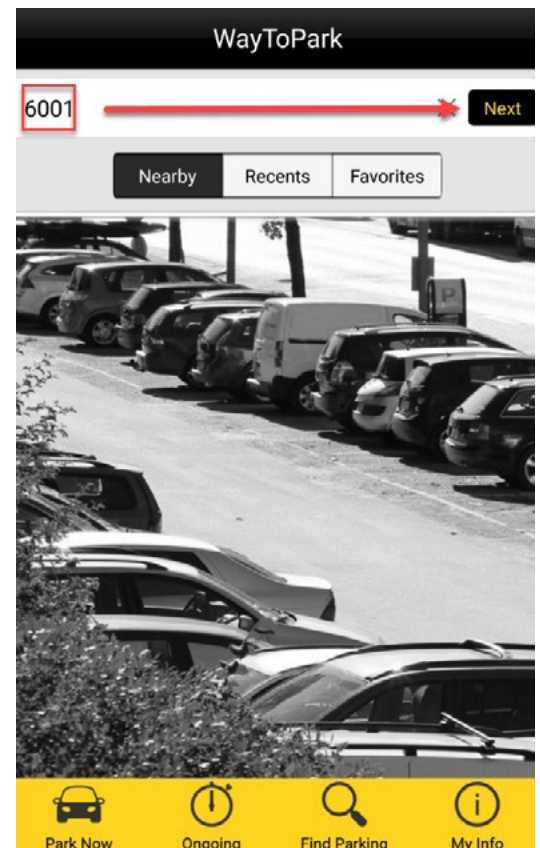 WayToPark
6001 Next
Nearby Recents Favorites
P
Park Now Ongoing Find Parking My Info